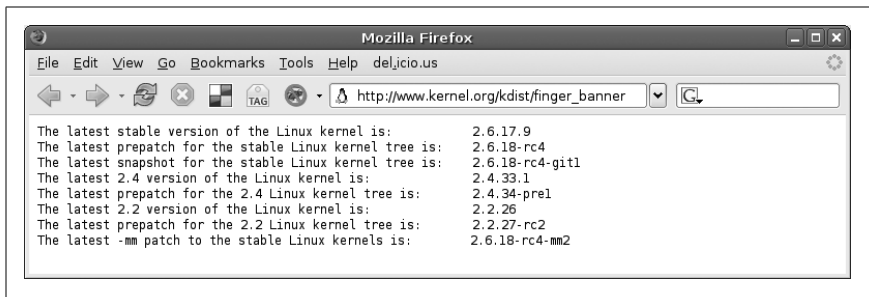 Mozilla Firefox
File Edit View Go Bookmarks Tools Help del.icio.us
TAG http://www.kernel.org/kdist/finger_banner G
The latest stable version of the Linux kernel is: 2.6.17.9
The latest prepatch for the stable Linux kernel tree is: 2.6.18-rc4
The latest snapshot for the stable Linux kernel tree is: 2.6.18-rc4-git1
The latest 2.4 version of the Linux kernel is: 2.4.33.1
The latest prepatch for the 2.4 Linux kernel tree is: 2.4.34-pre1
The latest 2.2 version of the Linux kernel is: 2.2.26
The latest prepatch for the 2.2 Linux kernel tree is: 2.2.27-rc2
The latest -mm patch to the stable Linux kernels is: 2.6.18-rc4-mm2